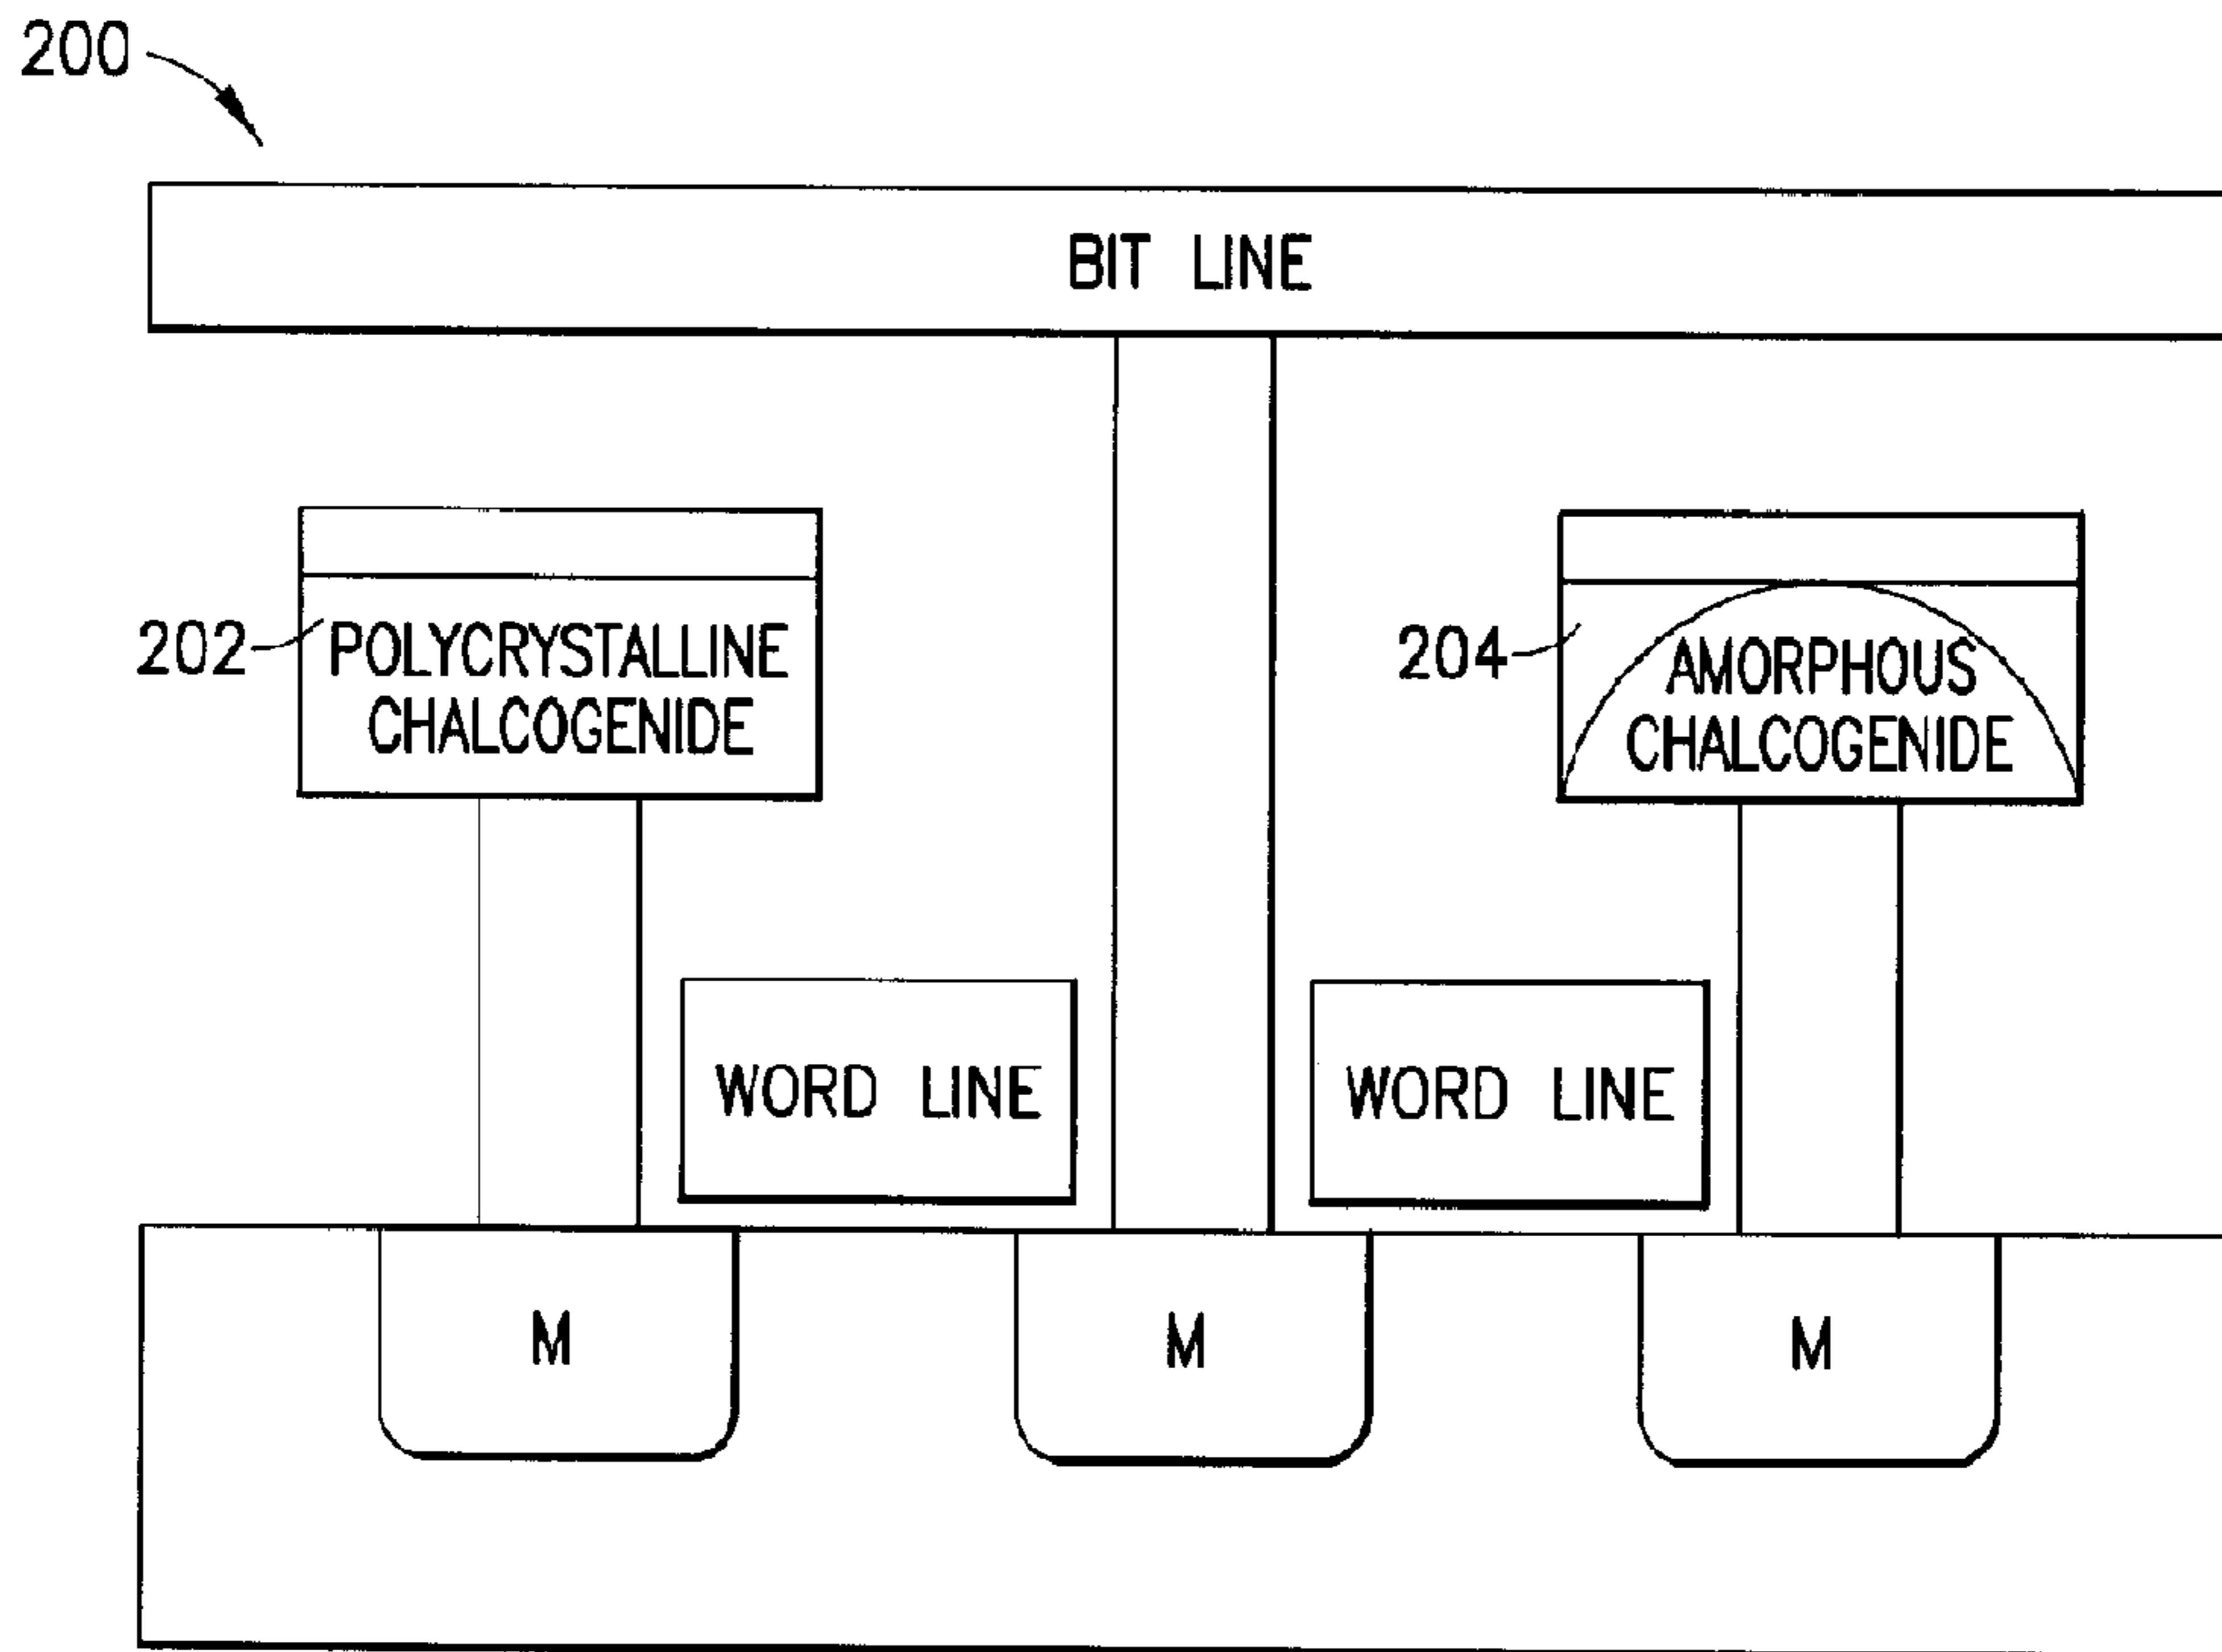 200
BIT LINE
202
POLYCRYSTALLINE
CHALCOGENIDE
204
AMORPHOUS
CHALCOGENIDE
WORD LINE
WORD LINE
M
M
M